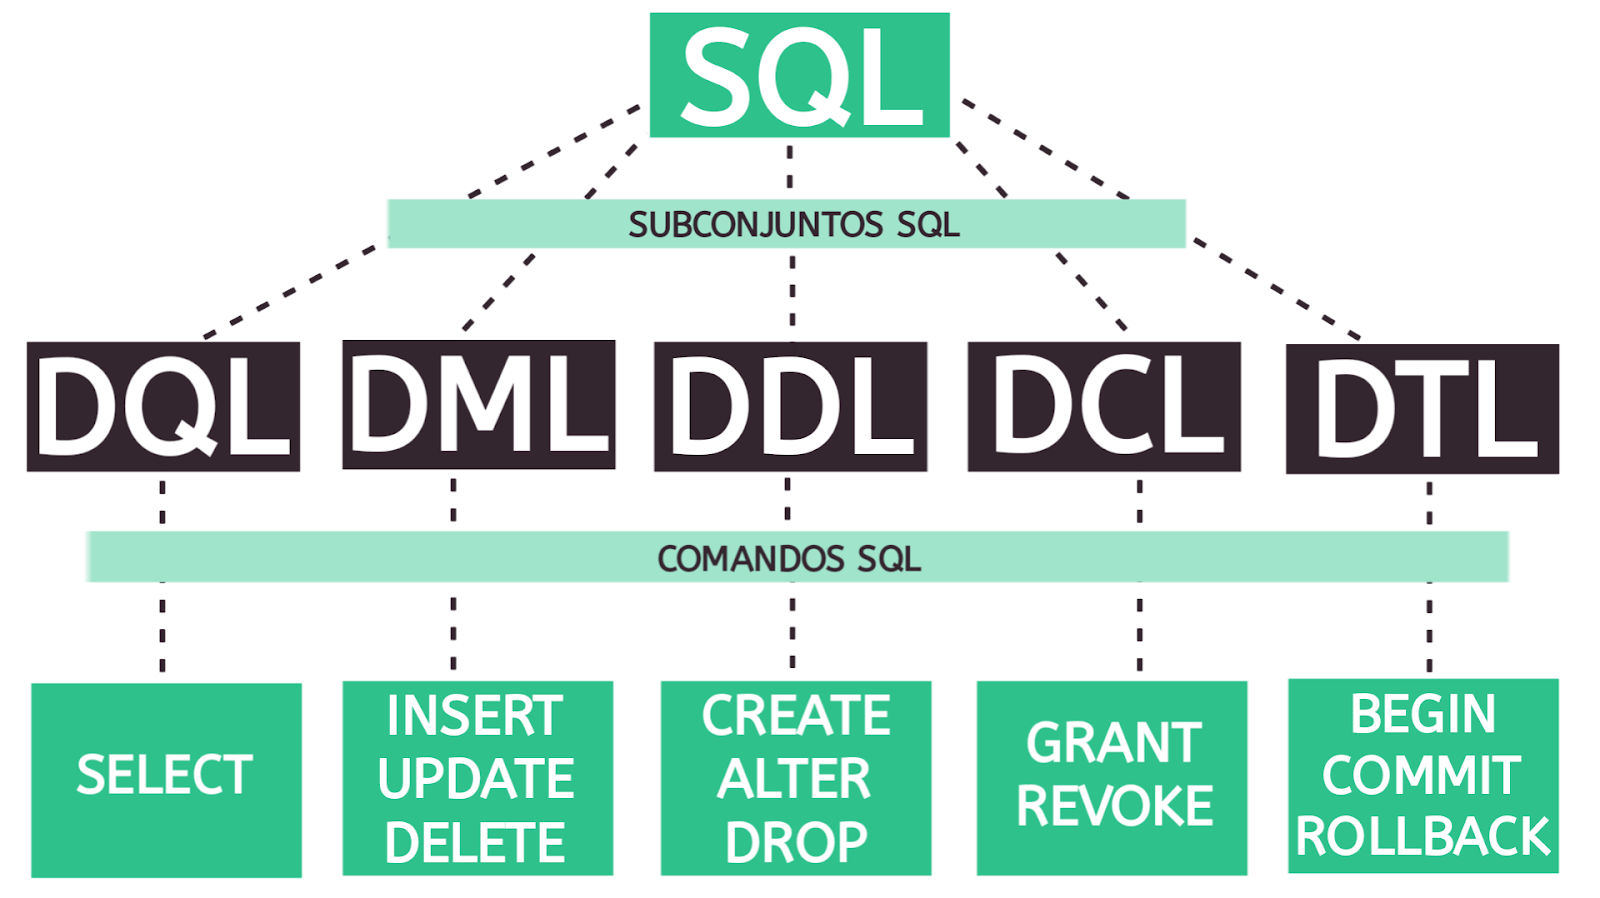 SQL
SUBCONJUNTOS SQL
DQL
DML
DDL
DCL
DTL
COMANDOS SQL
SELECT
INSERT
UPDATE
DELETE
CREATE
ALTER
DROP
GRANT
REVOKE
BEGIN
COMMIT
ROLLBACK